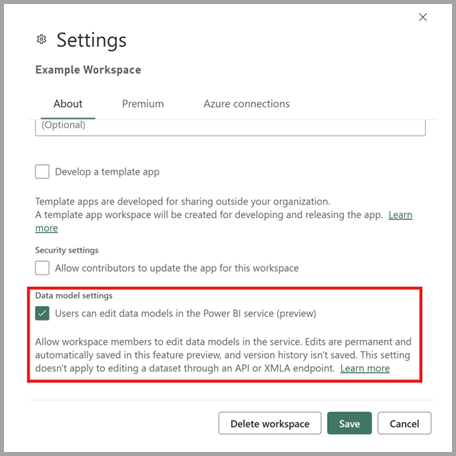 Settings
Example Workspace
About Premium Azure connections
(Optional)
Develop a template app
Template apps are developed for sharing outside your organization.
A template app workspace will be created for developing and releasing the app. Learn
more
Security settings
Allow contributors to update the app for this workspace
Data model settings
Users can edit data models in the Power BI service (preview)
Allow workspace members to edit data models in the service. Edits are permanent and
automatically saved in this feature preview, and version history isn't saved. This setting
doesn't apply to editing a dataset through an API or XMLA endpoint. Learn more
Delete workspace Save Cancel